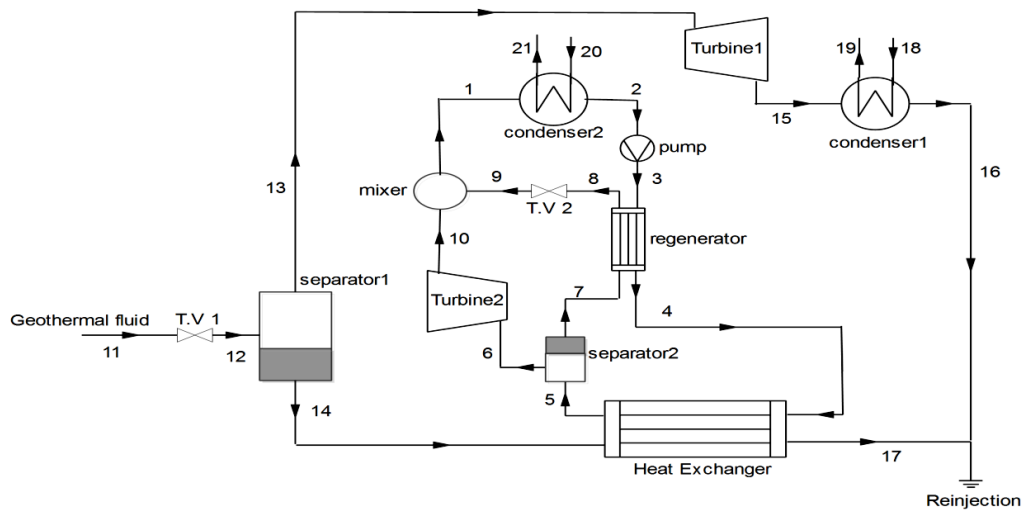 Turbine1
21
20
19
18
1
2
condenser2
15
condenser1
pump
13
9
8
3
16
mixer
T.V 2
10
regenerator
separator1
7
Turbine2
4
Geothermal fluid
T.V 1
11
12
6
separator2
14
5
17
Heat Exchanger
Reinjection